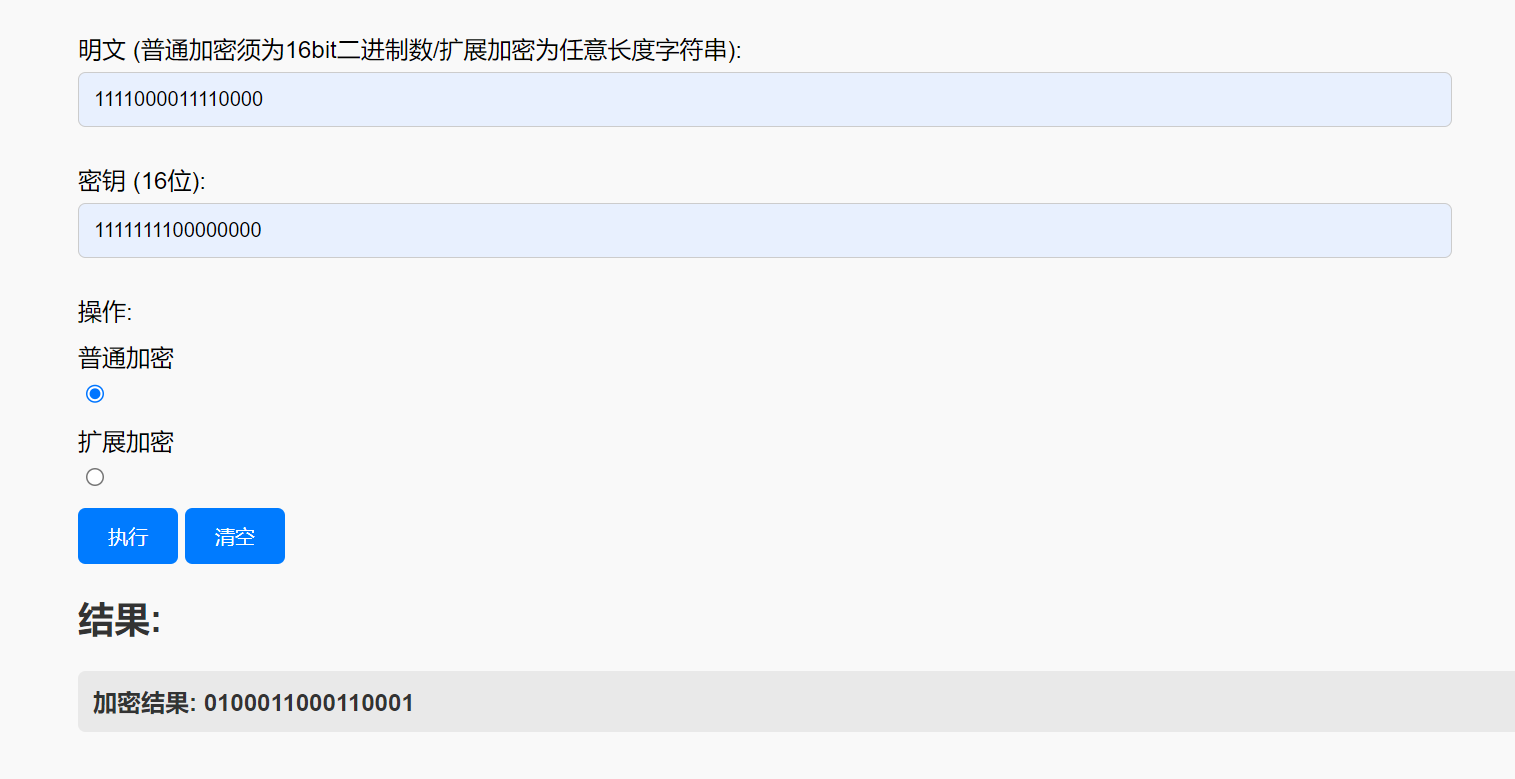 明文 (普通加密须为16bit二进制数/扩展加密为任意长度字符串):
1111000011110000
密钥 (16位):
1111111100000000
操作:
普通加密
扩展加密
执行 清空
结果:
加密结果: 0100011000110001